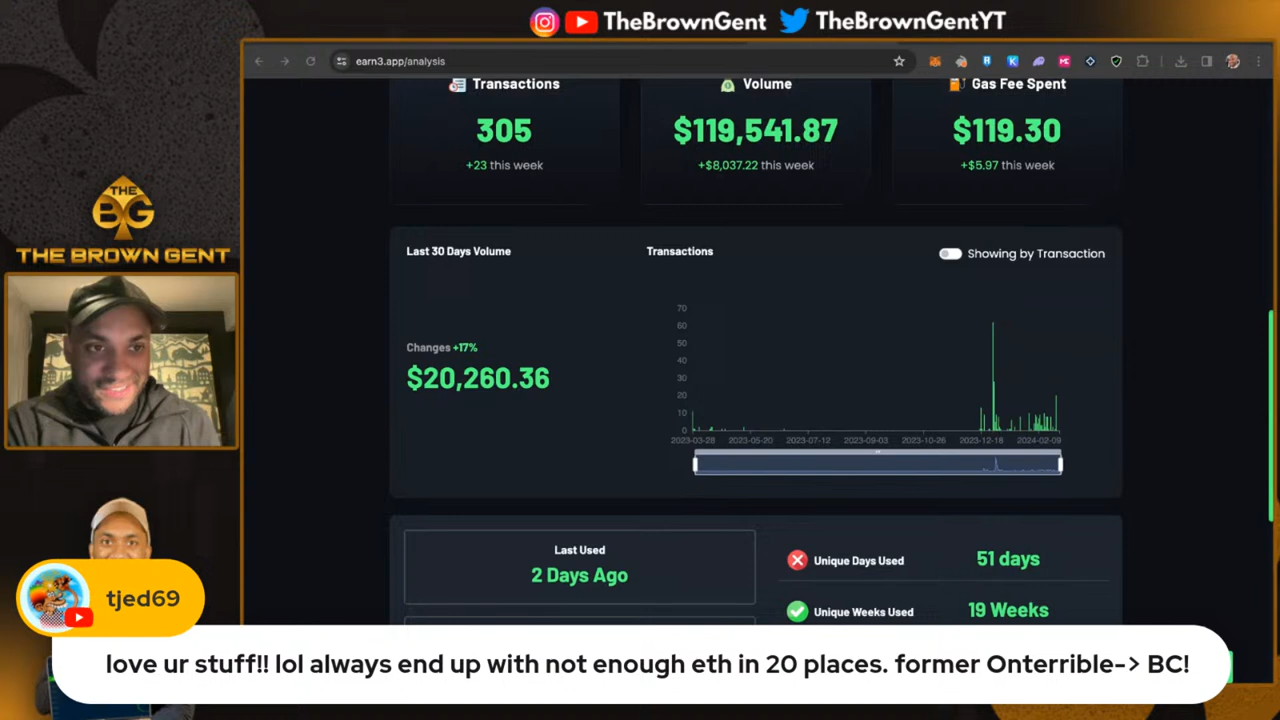 TheBrownGent TheBrownGentYT
earn3.app/analysis
THE
BG
THE BROWN GENT
Transactions
305
+23 this week
Volume
$119,541.87
+$8,037.22 this week
Gas Fee Spent
$119.30
+$5.97 this week
Last 30 Days Volume
Changes +17%
$20,260.36
Transactions
Showing by Transaction
70
60
50
40
30
20
10
0
2023-03-28 2023-05-20 2023-07-12 2023-09-03 2023-10-26 2023-12-18 2024-02-09
Last Used
2 Days Ago
Unique Days Used 51 days
Unique Weeks Used 19 Weeks
tjed69
love ur stuff!! lol always end up with not enough eth in 20 places. former Onterrible-> BC!